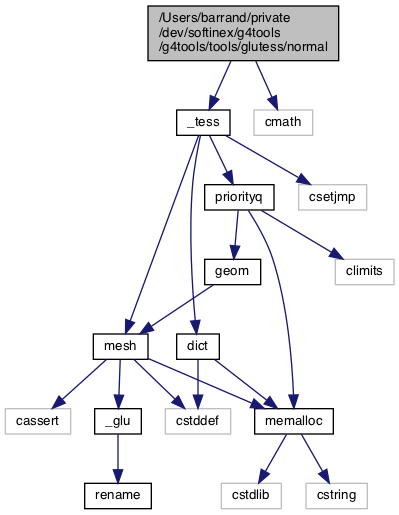 /Users/barrand/private
/dev/softinex/g4tools
/g4tools/tools/glutess/normal
_tess
cmath
priorityq
csetjmp
geom
climits
mesh
dict
cassert
_glu
cstddef
memalloc
rename
cstdlib
cstring